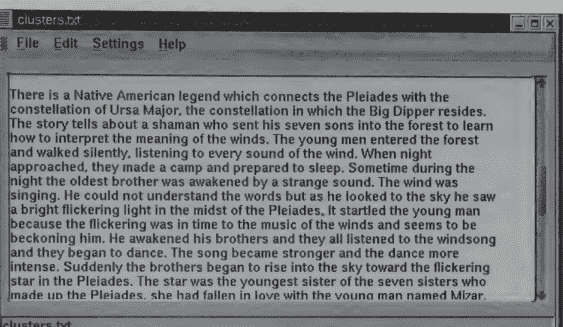 clusters.txt
File Edit Settings Help
There is a Native American legend which connects the Pleiades with the
constellation of Ursa Major, the constellation in which the Big Dipper resides.
The story tells about a shaman who sent his seven sons into the forest to learn
how to interpret the meaning of the winds. The young men entered the forest
and walked silently, listening to every sound of the wind. When night
approached, they made a camp and prepared to sleep. Sometime during the
night the oldest brother was awakened by a strange sound. The wind was
singing. He could not understand the words but as he looked to the sky he saw
a bright flickering light in the midst of the Pleiades. It startled the young man
because the flickering was in time to the music of the winds and seems to be
beckoning him. He awakened his brothers and they all listened to the windsong
and they began to dance. The song became stronger and the dance more
intense. Suddenly the brothers began to rise into the sky toward the flickering
star in the Pleiades. The star was the youngest sister of the seven sisters who
made up the Pleiades, she had fallen in love with the young man named Mizar.
clusters.txt